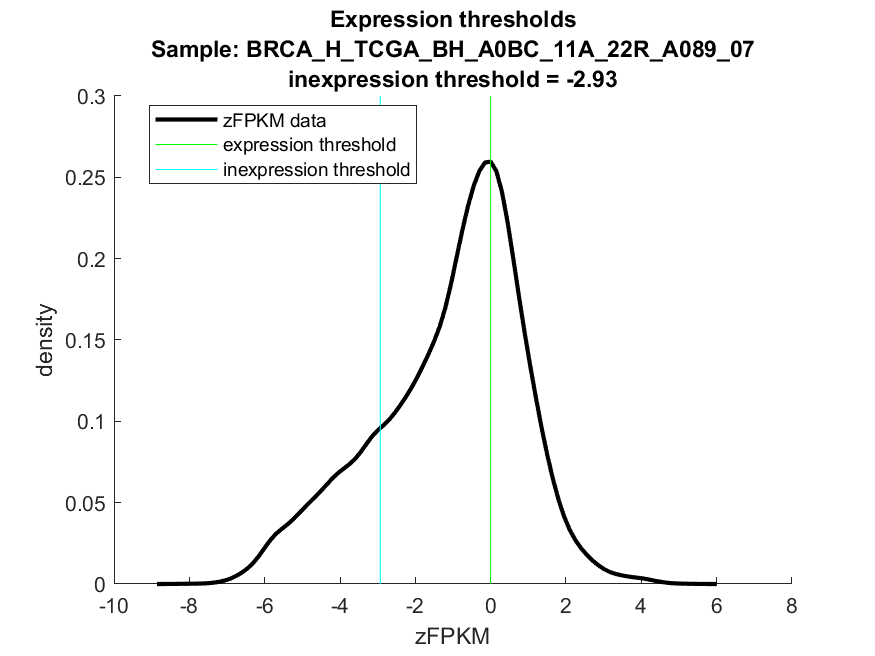 Expression thresholds
Sample: BRCA_H_TCGA_BH_A0BC_11A_22R_A089_07
inexpression threshold = -2.93
zFPKM data
expression threshold
inexpression threshold
0.3
0.25
0.2
0.15
0.1
0.05
0
density
-10 -8 -6 -4 -2 0 2 4 6 8
zFPKM